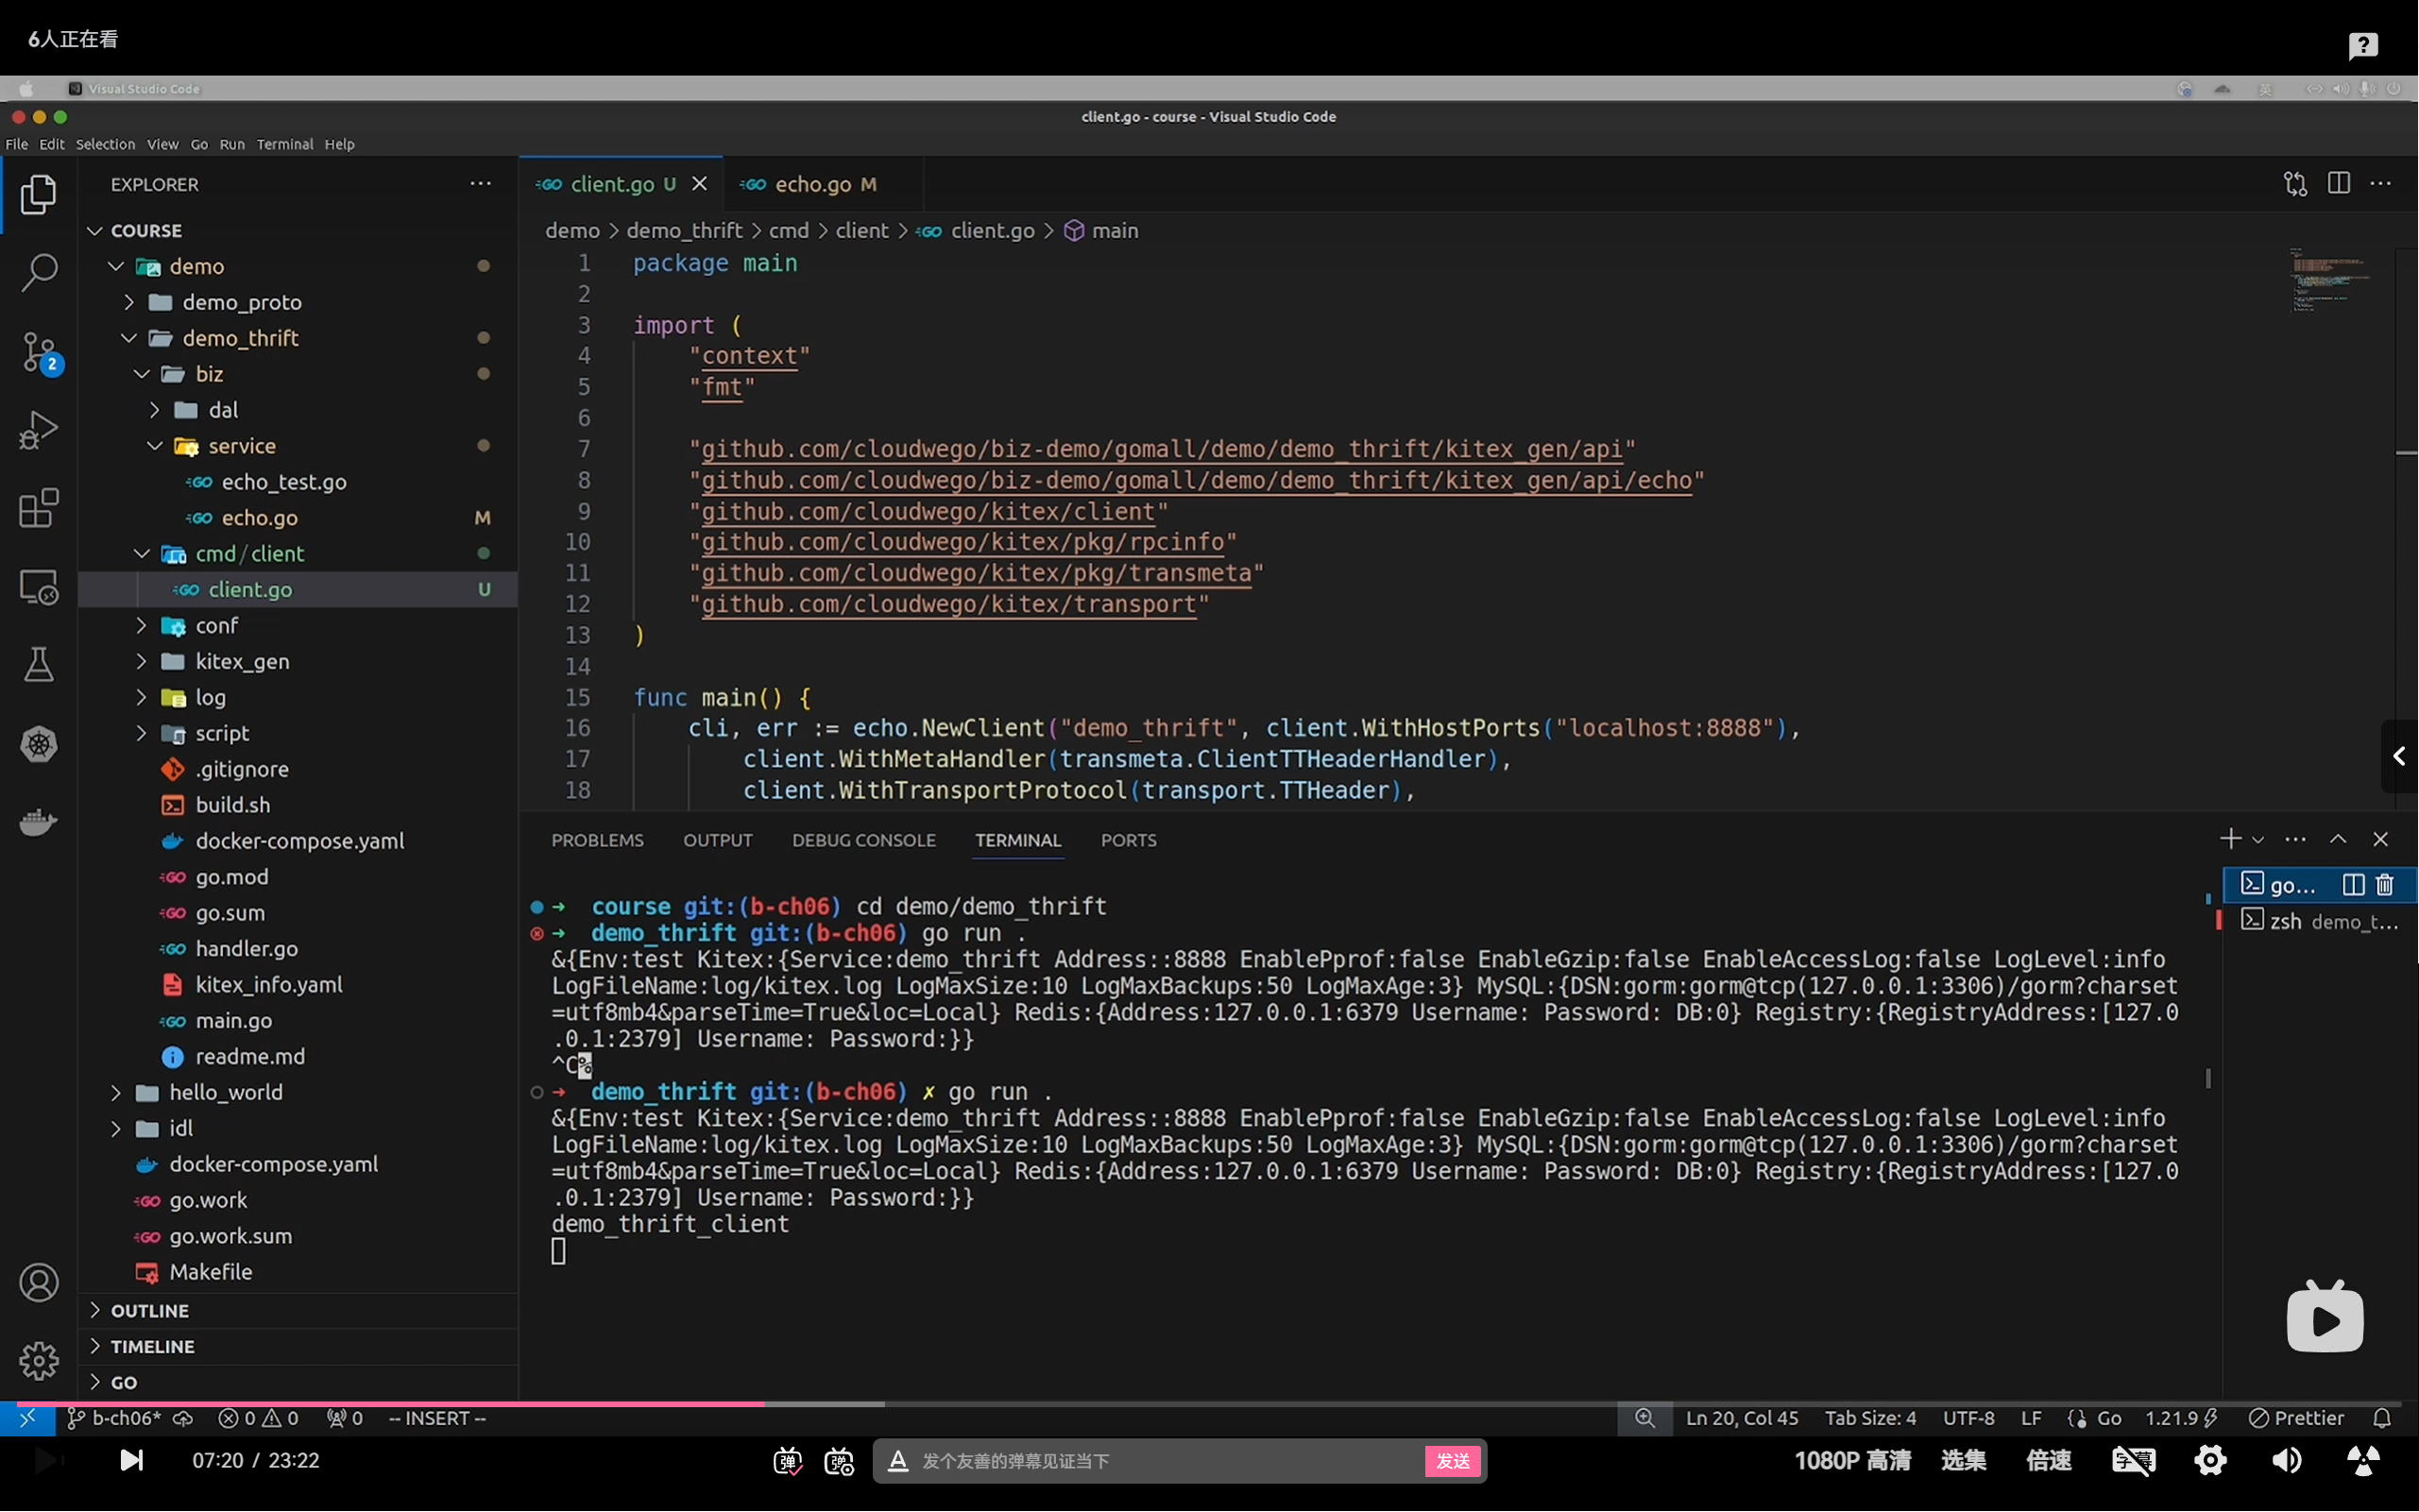 6人正在看
Visual Studio Code
英
client.go - course - Visual Studio Code
File Edit Selection View Go Run Terminal Help
EXPLORER
COURSE
demo
demo_proto
demo_thrift
biz
dal
service
echo_test.go
echo.go M
cmd/client
client.go U
conf
kitex_gen
log
script
.gitignore
build.sh
docker-compose.yaml
go.mod
go.sum
handler.go
kitex_info.yaml
main.go
readme.md
hello_world
idl
docker-compose.yaml
go.work
go.work.sum
Makefile
OUTLINE
TIMELINE
GO
2
client.go U echo.go M
demo > demo_thrift > cmd > client > client.go > main
1 package main
2
3 import (
4 "context"
5 "fmt"
6
7 "github.com/cloudwego/biz-demo/gomall/demo/demo_thrift/kitex_gen/api"
8 "github.com/cloudwego/biz-demo/gomall/demo/demo_thrift/kitex_gen/api/echo"
9 "github.com/cloudwego/kitex/client"
10 "github.com/cloudwego/kitex/pkg/rpcinfo"
11 "github.com/cloudwego/kitex/pkg/transmeta"
12 "github.com/cloudwego/kitex/transport"
13 )
14
15 func main() {
16 cli, err := echo.NewClient("demo_thrift", client.WithHostPorts("localhost:8888"),
17 client.WithMetaHandler(transmeta.ClientTTHeaderHandler),
18 client.WithTransportProtocol(transport.TTHeader),
PROBLEMS OUTPUT DEBUG CONSOLE TERMINAL PORTS
➜ course git:(b-ch06) cd demo/demo_thrift
➜ demo_thrift git:(b-ch06) go run .
&{Env:test Kitex:{Service:demo_thrift Address::8888 EnablePprof:false EnableGzip:false EnableAccessLog:false LogLevel:info
LogFileName:log/kitex.log LogMaxSize:10 LogMaxBackups:50 LogMaxAge:3} MySQL:{DSN:gorm:gorm@tcp(127.0.0.1:3306)/gorm?charset
=utf8mb4&parseTime=True&loc=Local} Redis:{Address:127.0.0.1:6379 Username: Password: DB:0} Registry:{RegistryAddress:[127.0
.0.1:2379] Username: Password:}}
^C%
➜ demo_thrift git:(b-ch06) ✗ go run .
&{Env:test Kitex:{Service:demo_thrift Address::8888 EnablePprof:false EnableGzip:false EnableAccessLog:false LogLevel:info
LogFileName:log/kitex.log LogMaxSize:10 LogMaxBackups:50 LogMaxAge:3} MySQL:{DSN:gorm:gorm@tcp(127.0.0.1:3306)/gorm?charset
=utf8mb4&parseTime=True&loc=Local} Redis:{Address:127.0.0.1:6379 Username: Password: DB:0} Registry:{RegistryAddress:[127.0
.0.1:2379] Username: Password:}}
demo_thrift_client
go...
zsh demo_t...
b-ch06* 0 0 0 -- INSERT -- Ln 20, Col 45 Tab Size: 4 UTF-8 LF Go 1.21.9 Prettier
07:20 / 23:22 弹 弹 A 发个友善的弹幕见证当下 发送 1080P 高清 选集 倍速 字幕